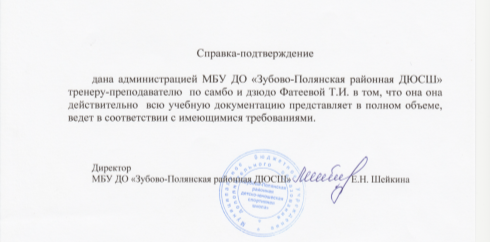 Справка-подтверждение
дана администрацией МБУ ДО «Зубово-Полянская районная ДЮСШ»
тренеру-преподавателю по самбо и дзюдо Фатеевой Т.И. в том, что она она
действительно всю учебную документацию представляет в полном объеме,
ведет в соответствии с имеющимися требованиями.
Директор
МБУ ДО «Зубово-Полянская районная ДЮСШ» Е.Н. Шейкина